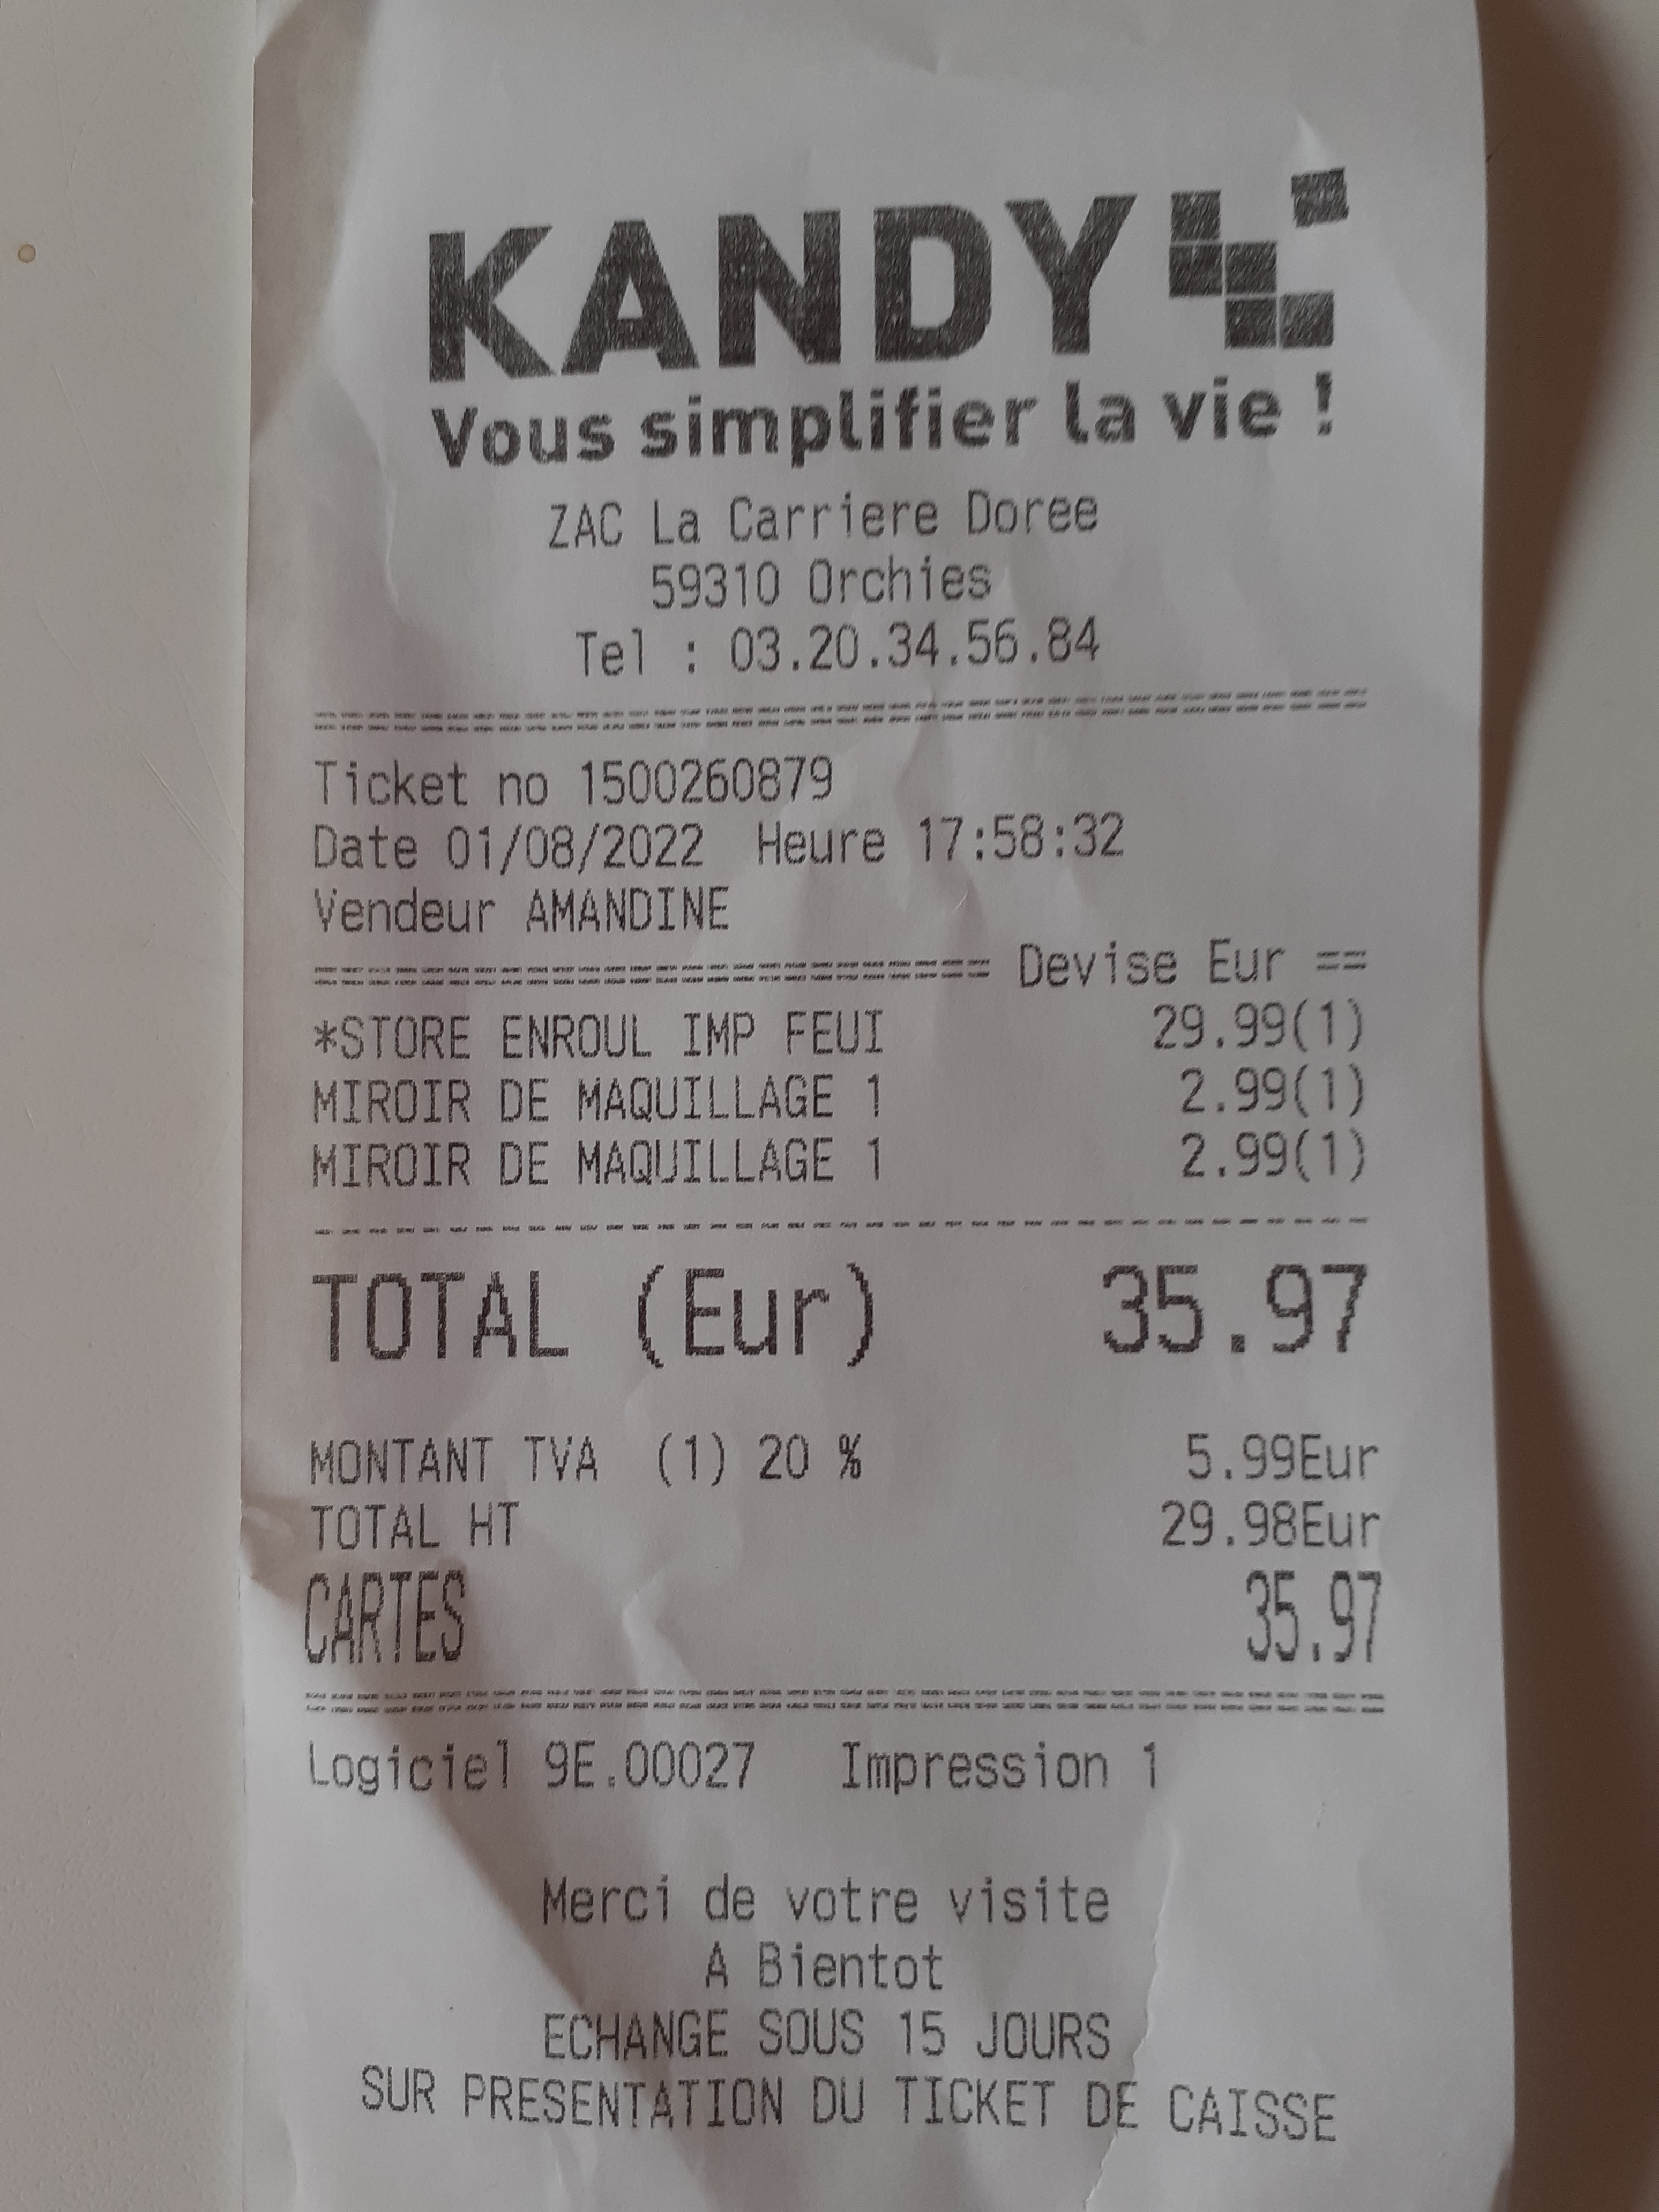 KANDY
Vous simplifier la vie !
ZAC La Carriere Doree
59310 Orchies
Tel : 03.20.34.56.84
Ticket no 1500260879
Date 01/08/2022 Heure 17:58:32
Vendeur AMANDINE
Devise Eur ==
*STORE ENROUL IMP FEUI 29.99(1)
MIROIR DE MAQUILLAGE 1 2.99(1)
MIROIR DE MAQUILLAGE 1 2.99(1)
TOTAL (Eur) 35.97
MONTANT TVA (1) 20 % 5.99Eur
TOTAL HT 29.98Eur
CARTES 35.97
Logiciel 9E.00027 Impression 1
Merci de votre visite
A Bientot
ECHANGE SOUS 15 JOURS
SUR PRESENTATION DU TICKET DE CAISSE